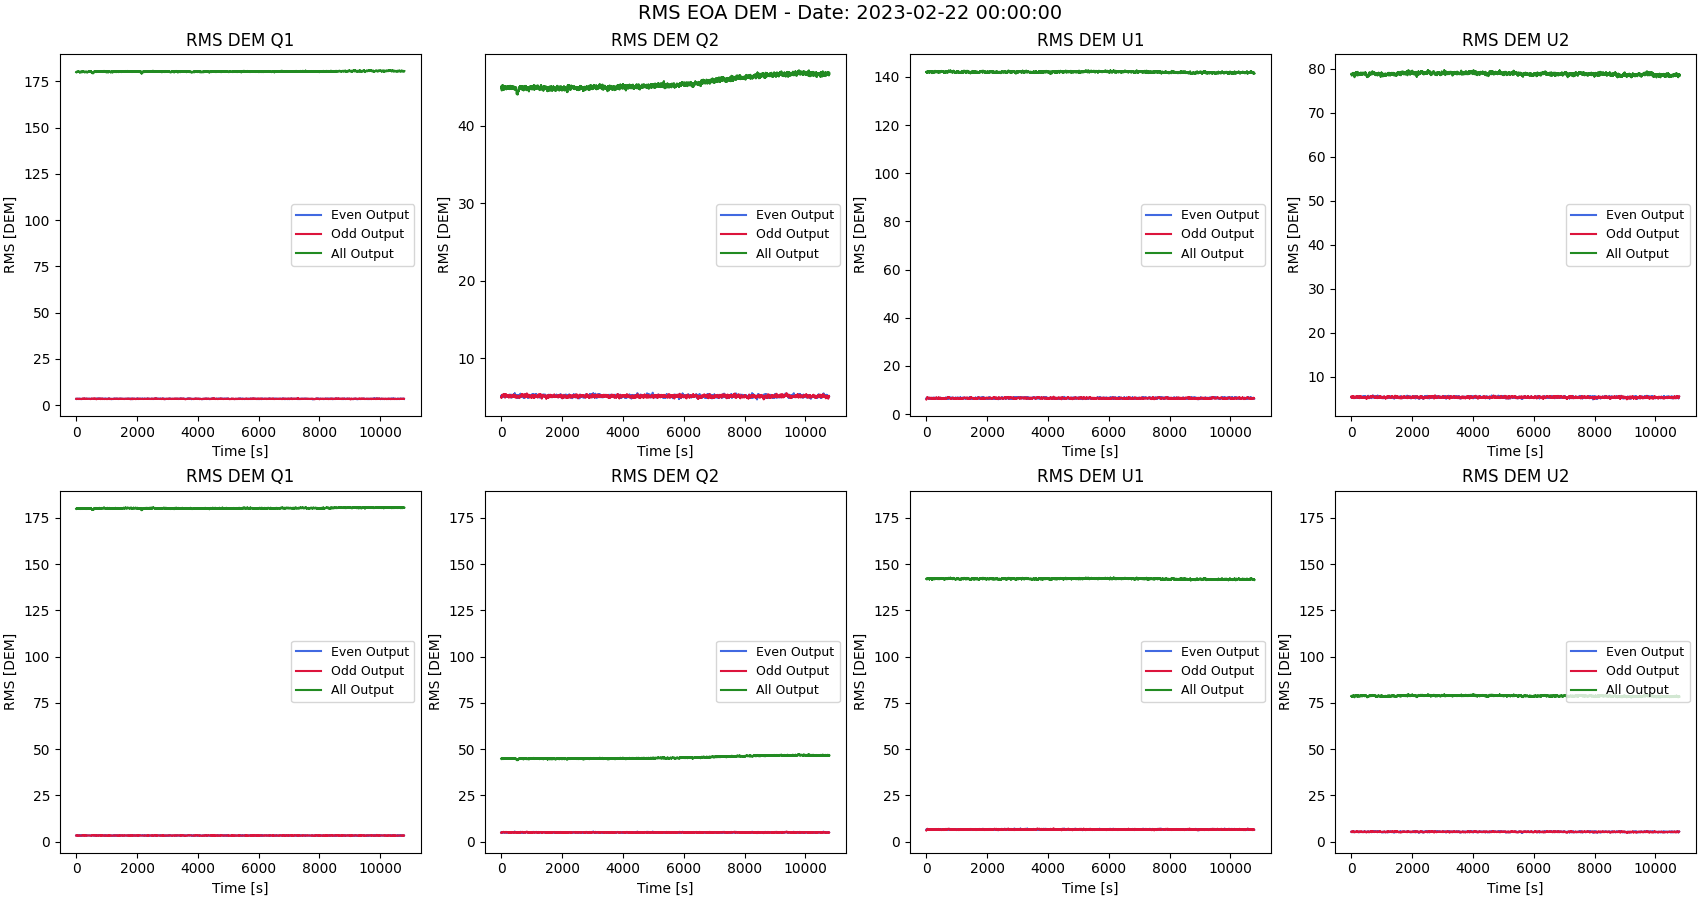 RMS EOA DEM - Date: 2023-02-22 00:00:00
RMS DEM Q1
RMS [DEM]
175
150
125
100
75
50
25
0
Even Output
Odd Output
All Output
0 2000 4000 6000 8000 10000
Time [s]
RMS DEM Q2
RMS [DEM]
40
30
20
10
Even Output
Odd Output
All Output
0 2000 4000 6000 8000 10000
Time [s]
RMS DEM U1
RMS [DEM]
140
120
100
80
60
40
20
0
Even Output
Odd Output
All Output
0 2000 4000 6000 8000 10000
Time [s]
RMS DEM U2
RMS [DEM]
80
70
60
50
40
30
20
10
Even Output
Odd Output
All Output
0 2000 4000 6000 8000 10000
Time [s]
RMS DEM Q1
RMS [DEM]
175
150
125
100
75
50
25
0
Even Output
Odd Output
All Output
0 2000 4000 6000 8000 10000
Time [s]
RMS DEM Q2
RMS [DEM]
175
150
125
100
75
50
25
0
Even Output
Odd Output
All Output
0 2000 4000 6000 8000 10000
Time [s]
RMS DEM U1
RMS [DEM]
175
150
125
100
75
50
25
0
Even Output
Odd Output
All Output
0 2000 4000 6000 8000 10000
Time [s]
RMS DEM U2
RMS [DEM]
175
150
125
100
75
50
25
0
Even Output
Odd Output
All Output
0 2000 4000 6000 8000 10000
Time [s]